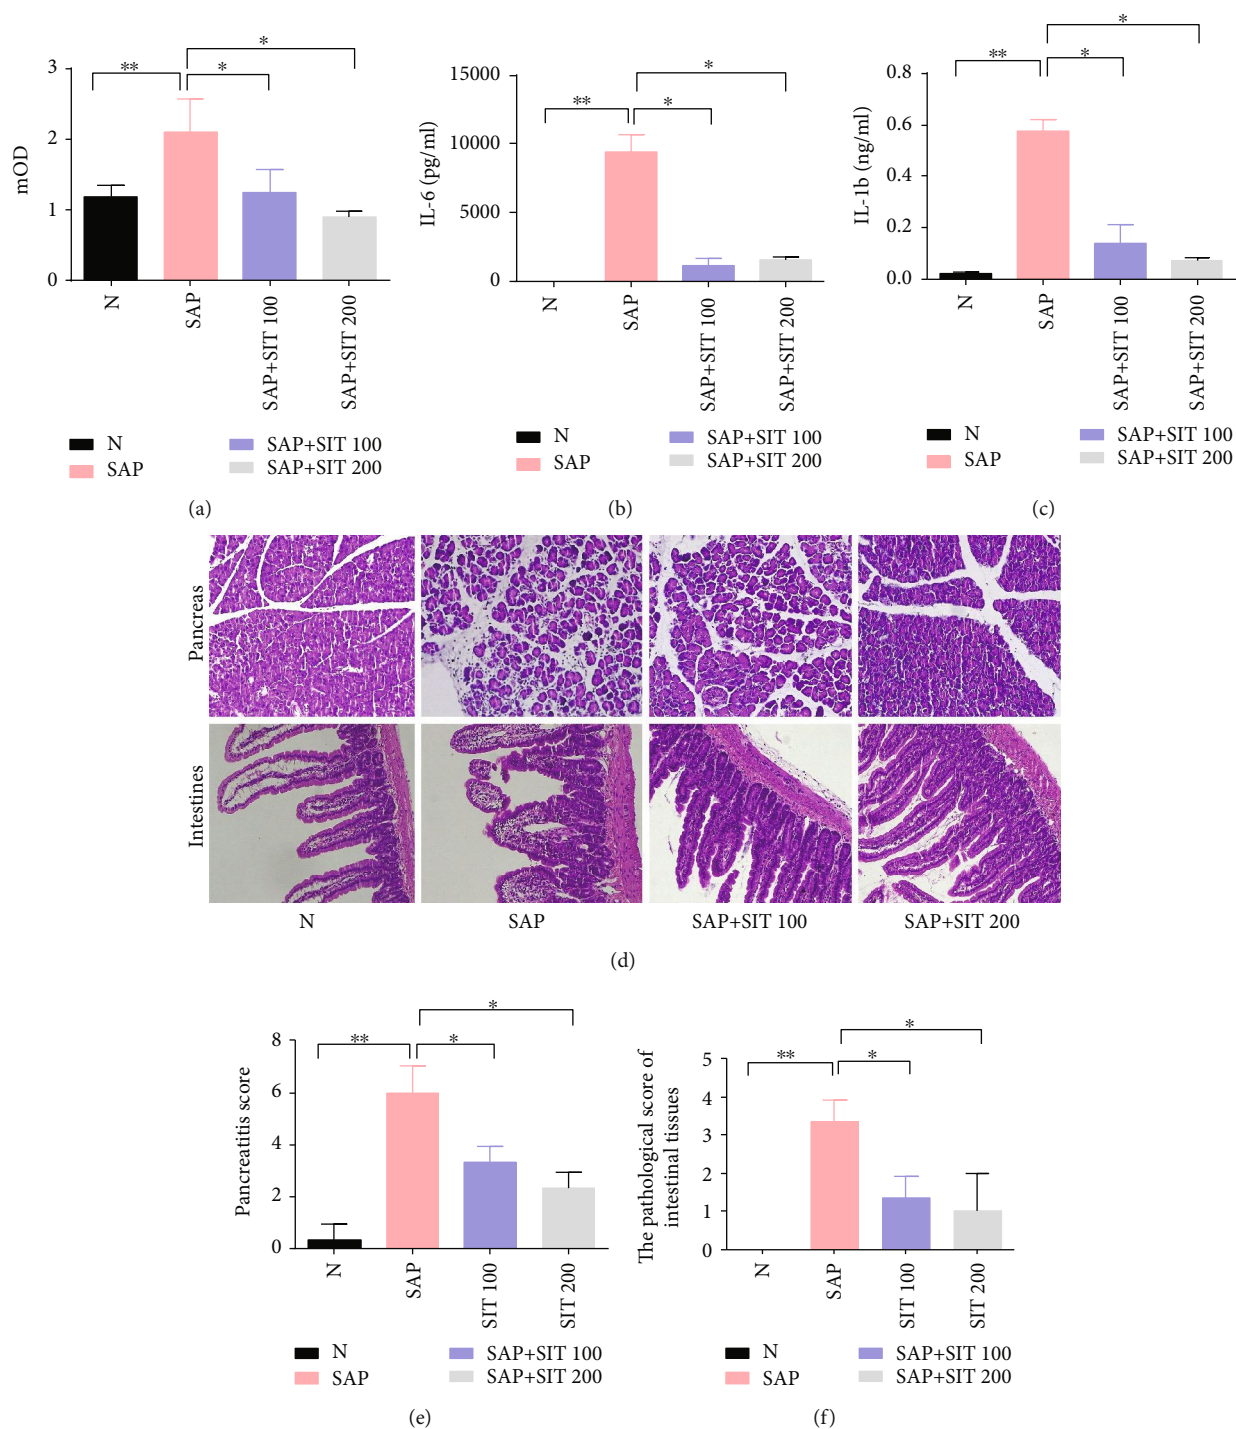 ** * *
3
2
1
0
mOD
N
SAP
SAP+SIT 100
SAP+SIT 200
N
SAP
SAP+SIT 100
SAP+SIT 200
(a)
** * *
15000
10000
5000
0
IL-6 (pg/ml)
N
SAP
SAP+SIT 100
SAP+SIT 200
N
SAP
SAP+SIT 100
SAP+SIT 200
(b)
** * *
0.8
0.6
0.4
0.2
0.0
IL-1b (ng/ml)
N
SAP
SAP+SIT 100
SAP+SIT 200
N
SAP
SAP+SIT 100
SAP+SIT 200
(c)
Pancreas
Intestines
N
SAP
SAP+SIT 100
SAP+SIT 200
(d)
** * *
8
6
4
2
0
Pancreatitis score
N
SAP
SIT 100
SIT 200
N
SAP
SAP+SIT 100
SAP+SIT 200
(e)
** * *
5
4
3
2
1
0
The pathological score of
intestinal tissues
N
SAP
SIT 100
SIT 200
N
SAP
SAP+SIT 100
SAP+SIT 200
(f)